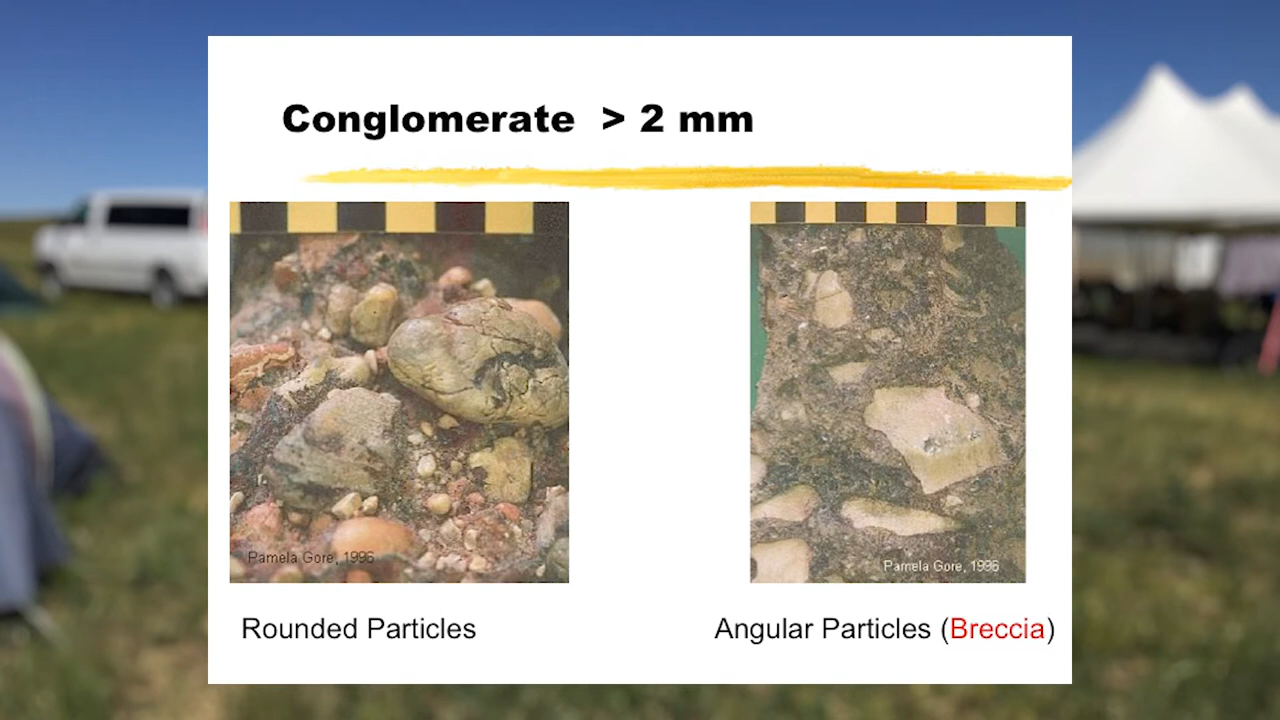 Conglomerate > 2 mm
Pamela Gore, 1996
Pamela Gore, 1996
Rounded Particles
Angular Particles (Breccia)